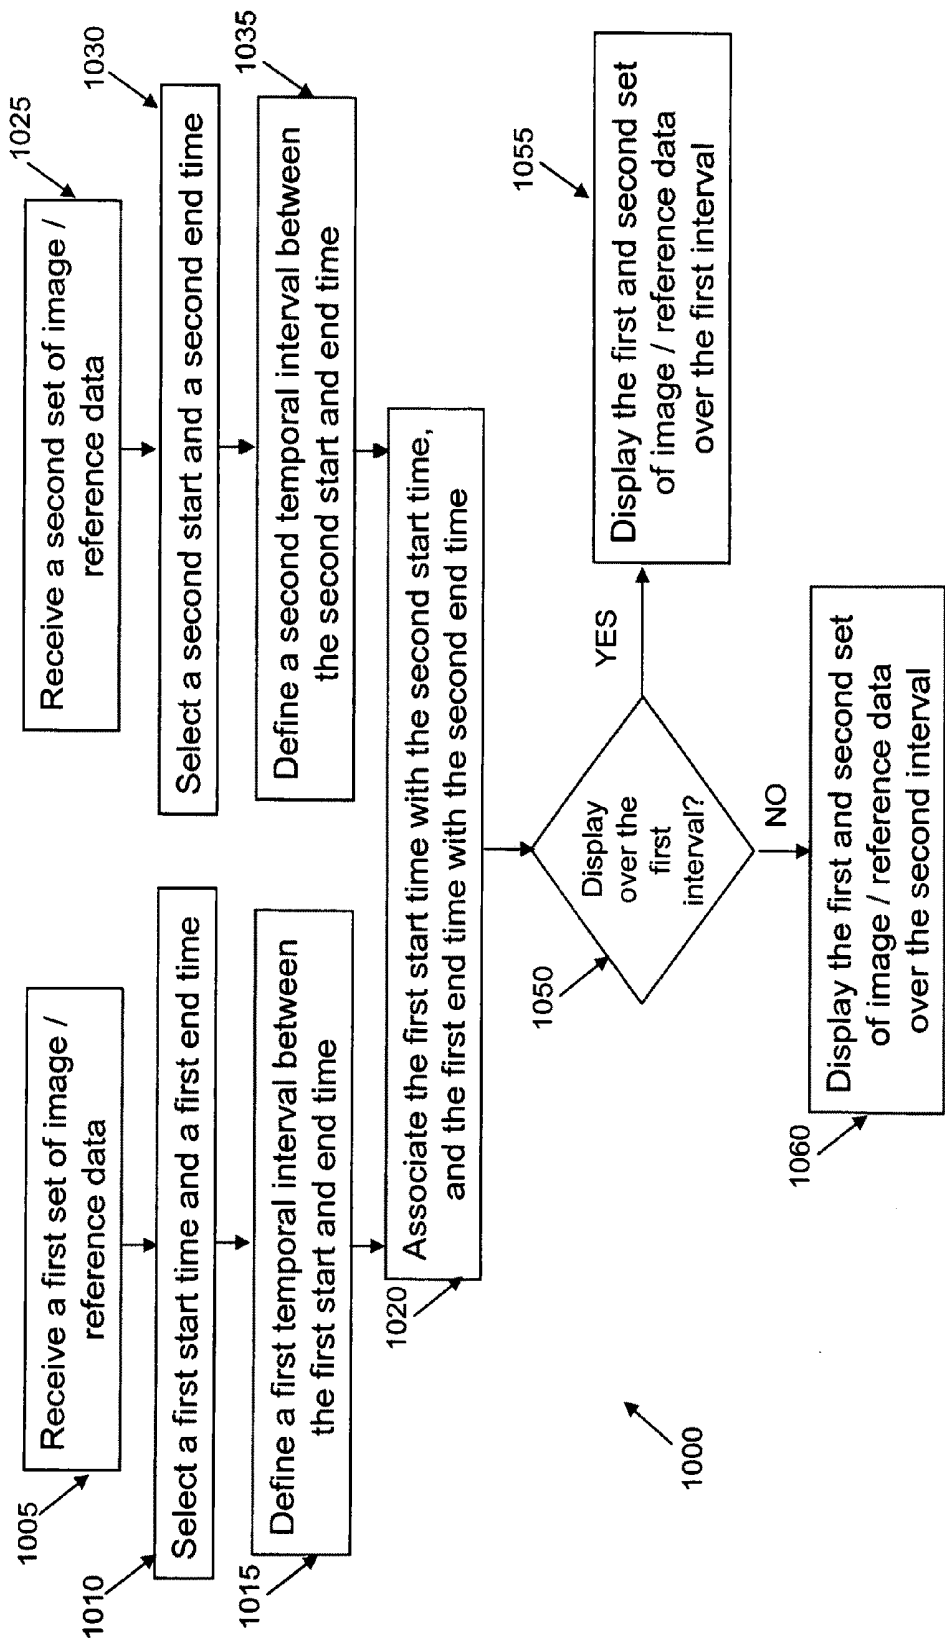 1005
Receive a first set of image /
reference data
1010
Select a first start time and a first end time
1015
Define a first temporal interval between
the first start and end time
1025
Receive a second set of image /
reference data
1030
Select a second start and a second end time
1035
Define a second temporal interval between
the second start and end time
1020
Associate the first start time with the second start time,
and the first end time with the second end time
1050
Display
over the
first
interval?
YES
1055
Display the first and second set
of image / reference data
over the first interval
NO
1060
Display the first and second set
of image / reference data
over the second interval
1000